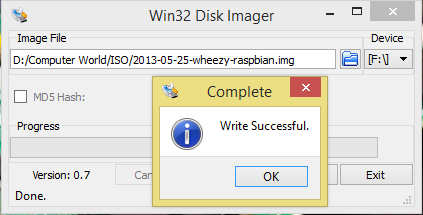 Win32 Disk Imager
Image File
Device
D:/Computer World/ISO/2013-05-25-wheezy-raspbian.img
[F:\]
MD5 Hash:
Progress
Version: 0.7
Can
Exit
Done.
Complete
Write Successful.
OK